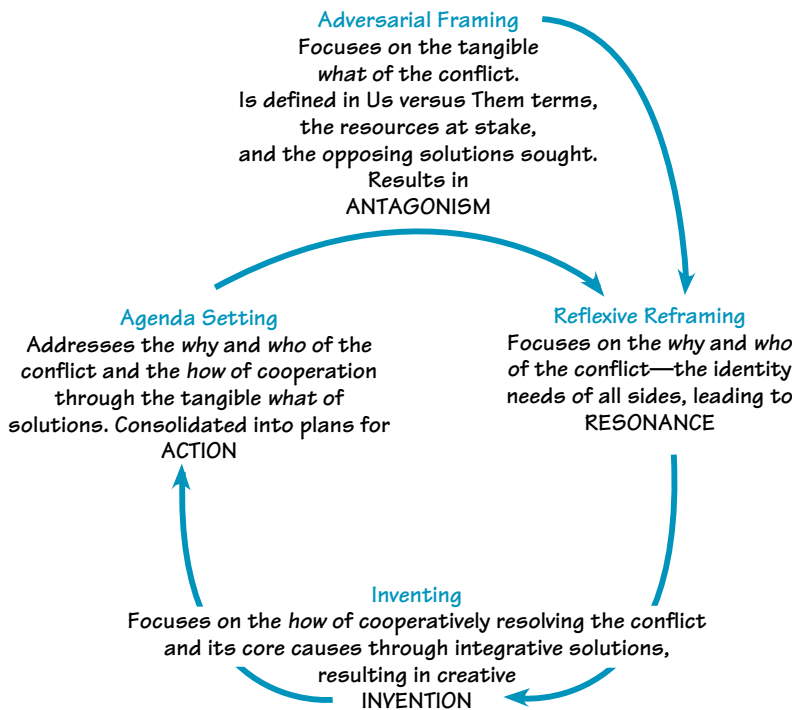 Adversarial Framing
Focuses on the tangible
what of the conflict.
Is defined in Us versus Them terms,
the resources at stake,
and the opposing solutions sought.
Results in
ANTAGONISM
Agenda Setting
Addresses the why and who of the
conflict and the how of cooperation
through the tangible what of
solutions. Consolidated into plans for
ACTION
Reflexive Reframing
Focuses on the why and who
of the conflict—the identity
needs of all sides, leading to
RESONANCE
Inventing
Focuses on the how of cooperatively resolving the conflict
and its core causes through integrative solutions,
resulting in creative
INVENTION